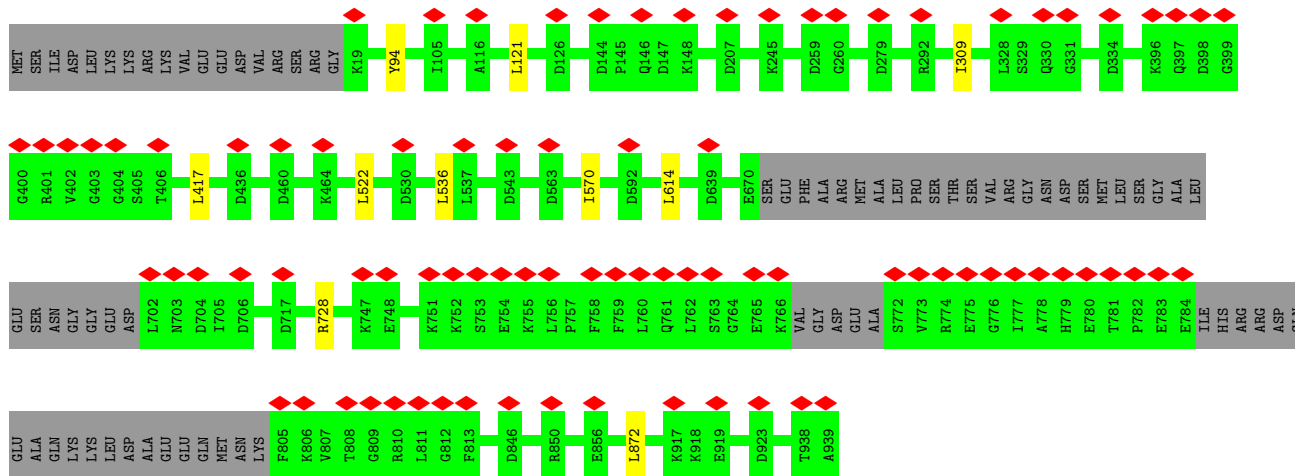 MET SER ILE ASP LEU LYS LYS ARG LYS VAL GLU GLU ASP VAL ARG SER ARG GLY K19 Y94 I105 A116 L121 D126 D144 P145 Q146 D147 K148 D207 K245 D259 G260 D279 R292 I309 L328 S329 Q330 G331 D334 K396 Q397 D398 G399
G400 R401 V402 G403 G404 S405 T406 L417 D436 D460 K464 L522 D530 L536 L537 D543 D563 I570 D592 L614 D639 E670 SER GLU PHE ALA ARG MET ALA LEU PRO SER THR SER VAL ARG GLY ASN ASP SER MET LEU SER GLY ALA LEU
GLU SER ASN GLY GLY GLU ASP L702 N703 D704 I705 D706 D717 R728 K747 E748 K751 K752 S753 E754 K755 L756 P757 F758 F759 L760 Q761 L762 S763 G764 E765 K766 VAL GLY ASP GLU ALA S772 V773 R774 E775 G776 I777 A778 H779 E780 T781 P782 E783 E784 ILE HIS ARG ARG ASP
GLU ALA GLN LYS LYS LEU ASP ALA GLU GLU GLN MET ASN LYS F805 K806 V807 T808 G809 R810 L811 G812 F813 D846 R850 E856 L872 K917 K918 E919 D923 T938 A939